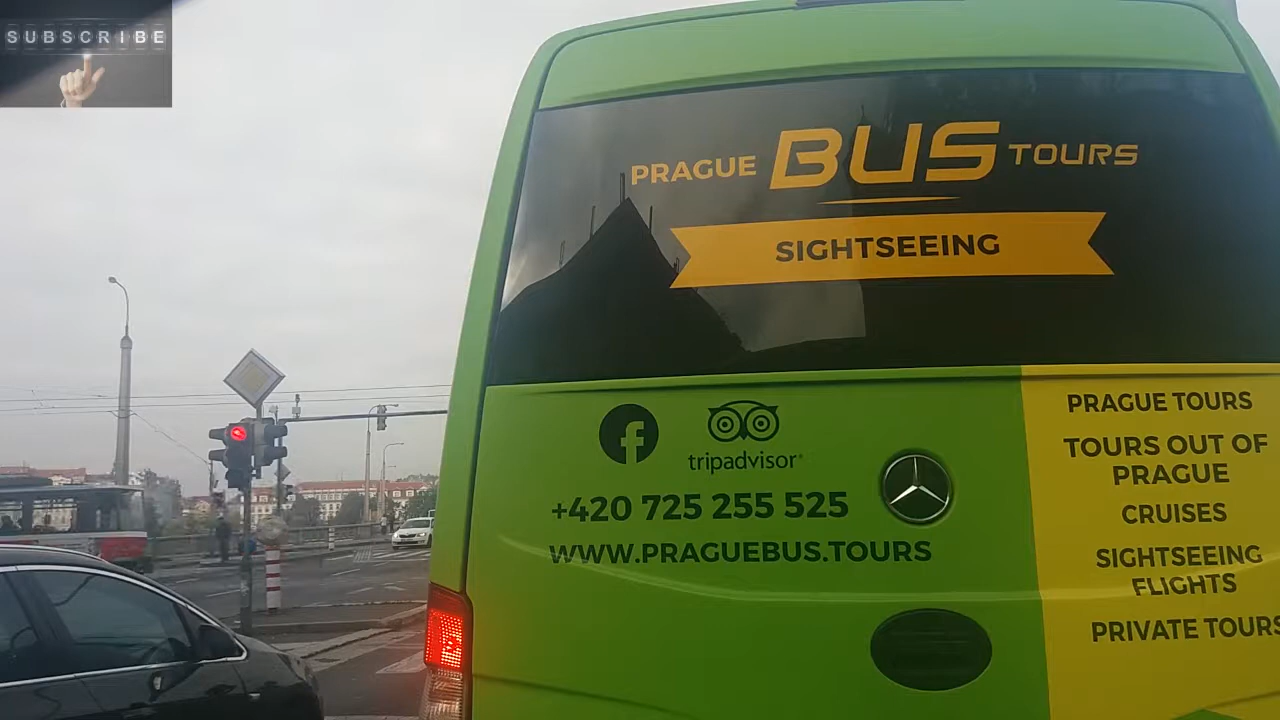 SUBSCRIBE
PRAGUE BUS TOURS
SIGHTSEEING
tripadvisor
+420 725 255 525
WWW.PRAGUEBUS.TOURS
PRAGUE TOURS
TOURS OUT OF
PRAGUE
CRUISES
SIGHTSEEING
FLIGHTS
PRIVATE TOURS